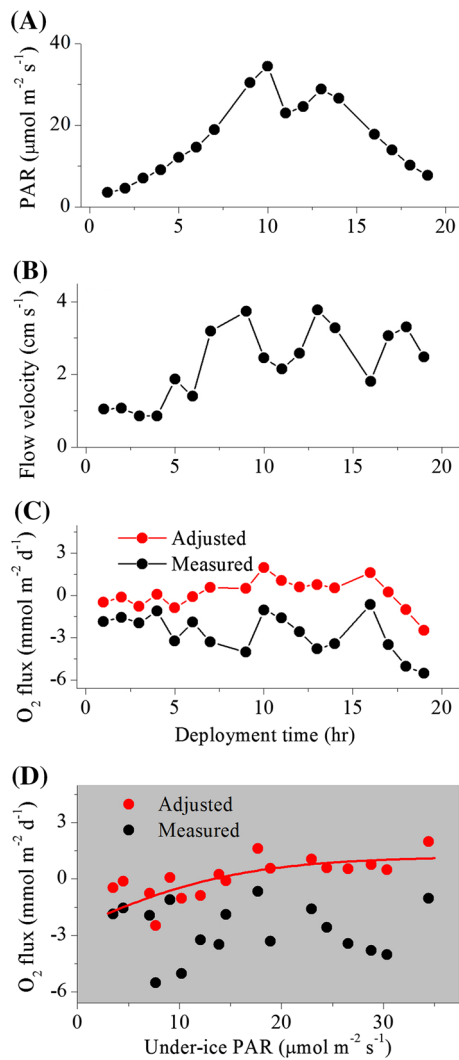 (A)
PAR (μmol m⁻² s⁻¹)
40
20
0
0 5 10 15 20
(B)
Flow velocity (cm s⁻¹)
4
2
0
0 5 10 15 20
(C)
Adjusted
Measured
O₂ flux (mmol m⁻² d⁻¹)
3
0
-3
-6
0 5 10 15 20
Deployment time (hr)
(D)
Adjusted
Measured
O₂ flux (mmol m⁻² d⁻¹)
3
0
-3
-6
0 10 20 30
Under-ice PAR (μmol m⁻² s⁻¹)